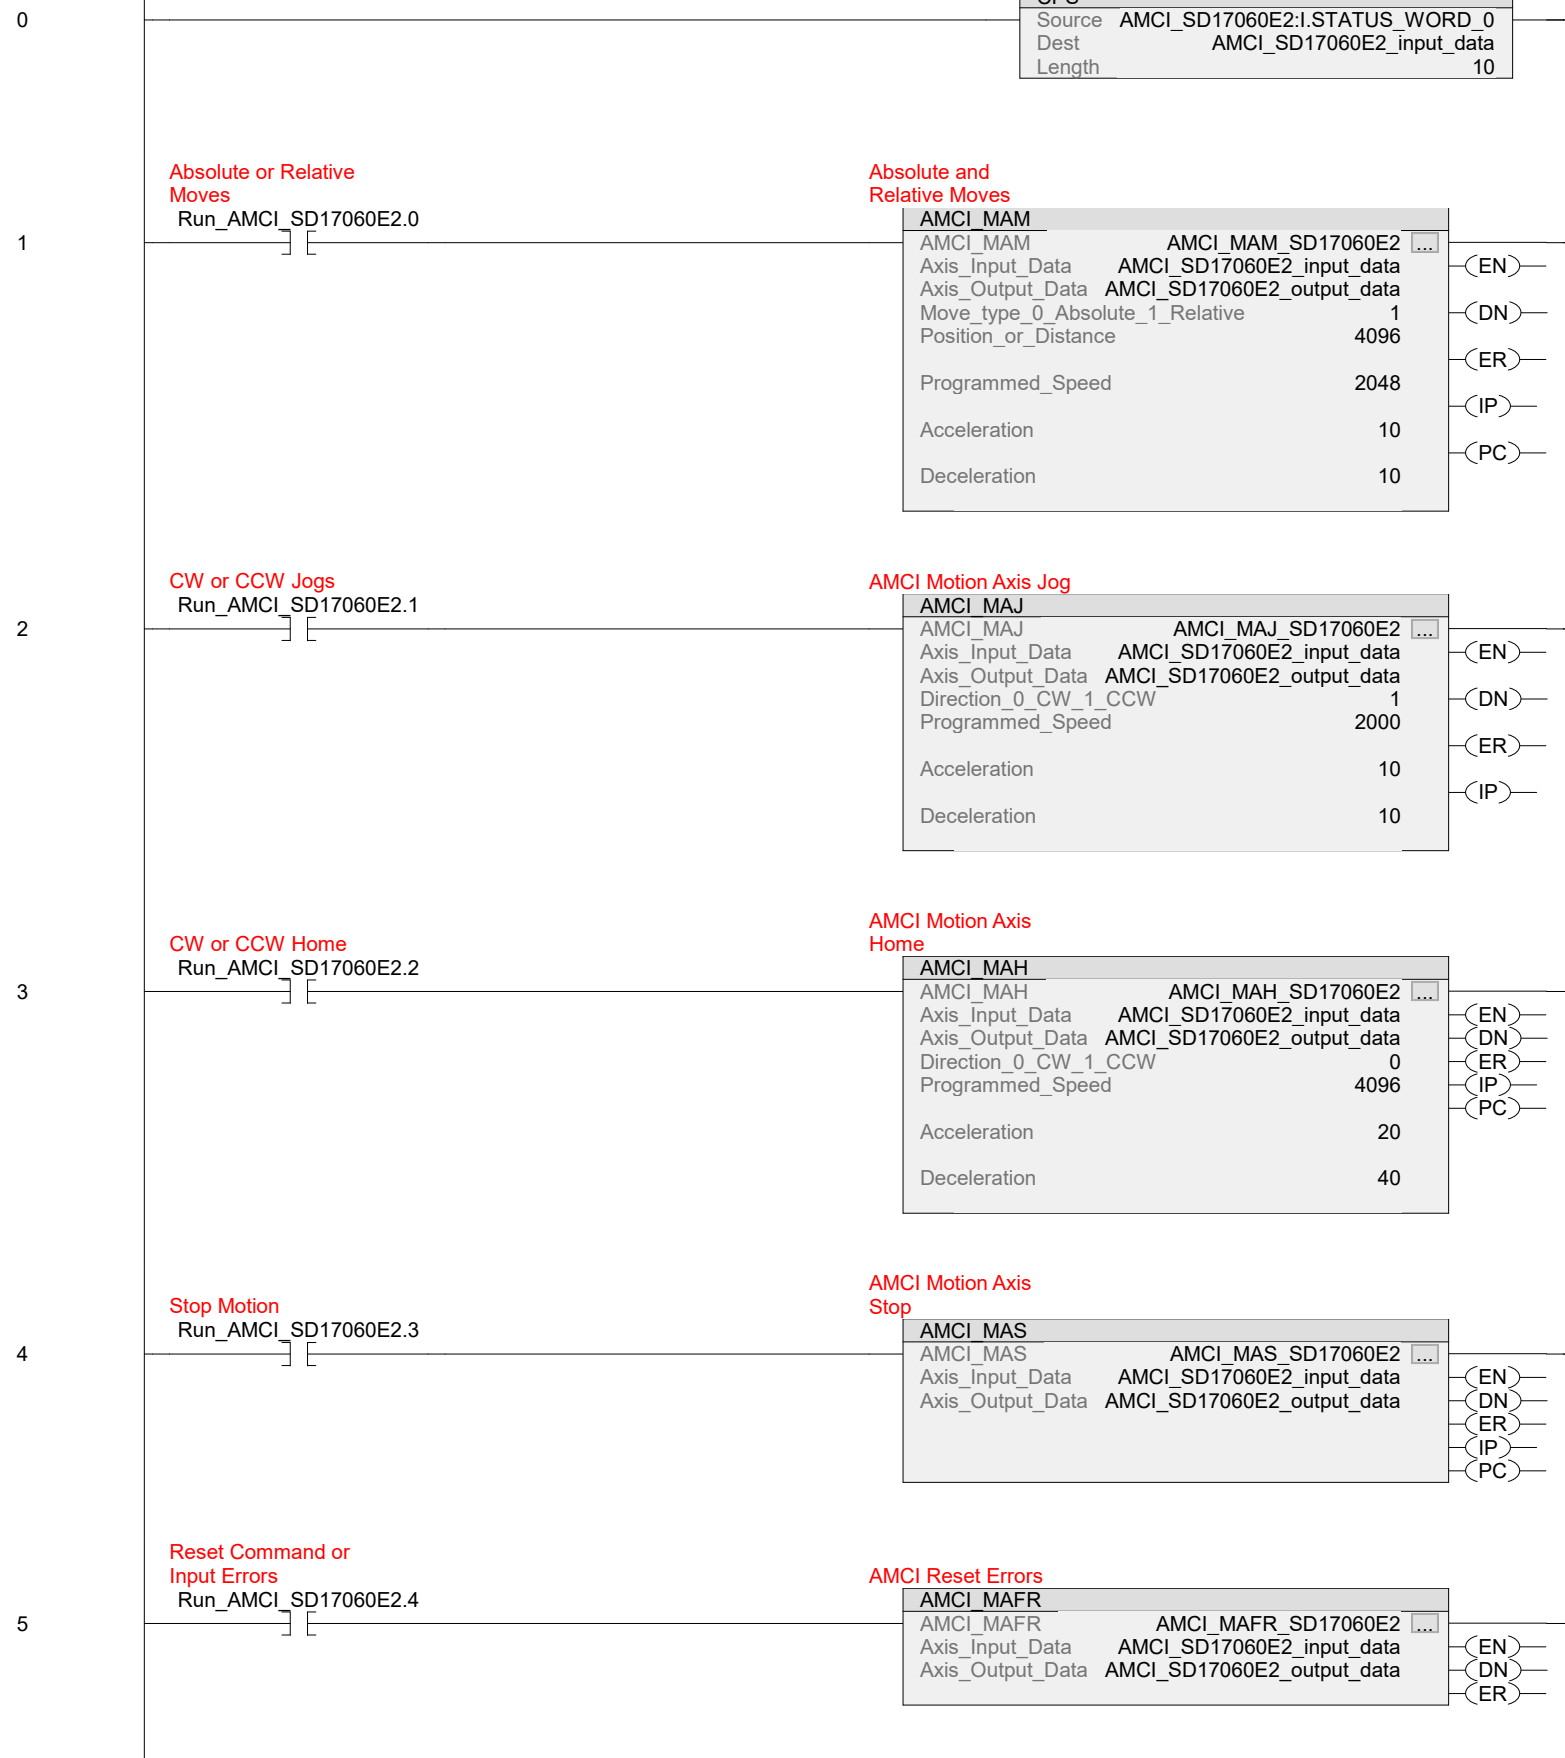 0
Source AMCI_SD17060E2:I.STATUS_WORD_0
Dest AMCI_SD17060E2_input_data
Length 10
Absolute or Relative
Moves
Run_AMCI_SD17060E2.0
Absolute and
Relative Moves
1
AMCI_MAM
AMCI_MAM AMCI_MAM_SD17060E2 ...
Axis_Input_Data AMCI_SD17060E2_input_data
Axis_Output_Data AMCI_SD17060E2_output_data
Move_type_0_Absolute_1_Relative 1
Position_or_Distance 4096
Programmed_Speed 2048
Acceleration 10
Deceleration 10
EN
DN
ER
IP
PC
CW or CCW Jogs
Run_AMCI_SD17060E2.1
AMCI Motion Axis Jog
2
AMCI_MAJ
AMCI_MAJ AMCI_MAJ_SD17060E2 ...
Axis_Input_Data AMCI_SD17060E2_input_data
Axis_Output_Data AMCI_SD17060E2_output_data
Direction_0_CW_1_CCW 1
Programmed_Speed 2000
Acceleration 10
Deceleration 10
EN
DN
ER
IP
CW or CCW Home
Run_AMCI_SD17060E2.2
AMCI Motion Axis
Home
3
AMCI_MAH
AMCI_MAH AMCI_MAH_SD17060E2 ...
Axis_Input_Data AMCI_SD17060E2_input_data
Axis_Output_Data AMCI_SD17060E2_output_data
Direction_0_CW_1_CCW 0
Programmed_Speed 4096
Acceleration 20
Deceleration 40
EN
DN
ER
IP
PC
Stop Motion
Run_AMCI_SD17060E2.3
AMCI Motion Axis
Stop
4
AMCI_MAS
AMCI_MAS AMCI_MAS_SD17060E2 ...
Axis_Input_Data AMCI_SD17060E2_input_data
Axis_Output_Data AMCI_SD17060E2_output_data
EN
DN
ER
IP
PC
Reset Command or
Input Errors
Run_AMCI_SD17060E2.4
AMCI Reset Errors
5
AMCI_MAFR
AMCI_MAFR AMCI_MAFR_SD17060E2 ...
Axis_Input_Data AMCI_SD17060E2_input_data
Axis_Output_Data AMCI_SD17060E2_output_data
EN
DN
ER